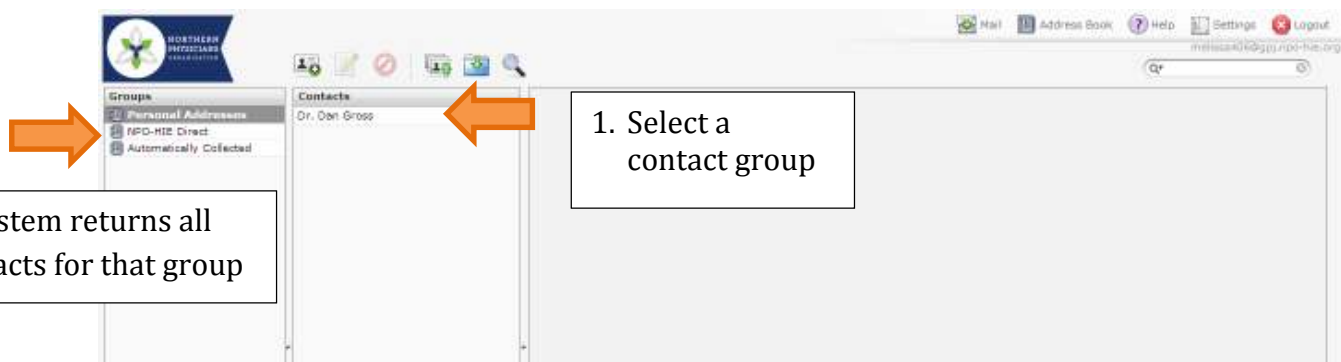 NORTHERN
PHYSICIANS
ORGANIZATION
Mail Address Book Help Settings Logout
Groups
Personal Addresses
NPO-HIE Direct
Automatically Collected
Contacts
Dr. Dan Gross
1. Select a
contact group
stem returns all
acts for that group